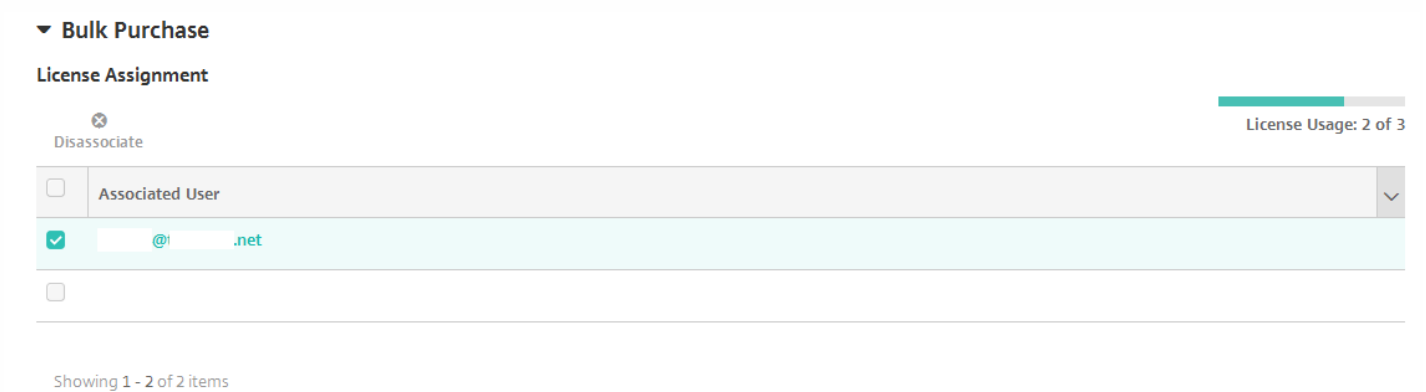 Bulk Purchase
License Assignment
Disassociate
License Usage: 2 of 3
Associated User
@ .net
Showing 1 - 2 of 2 items